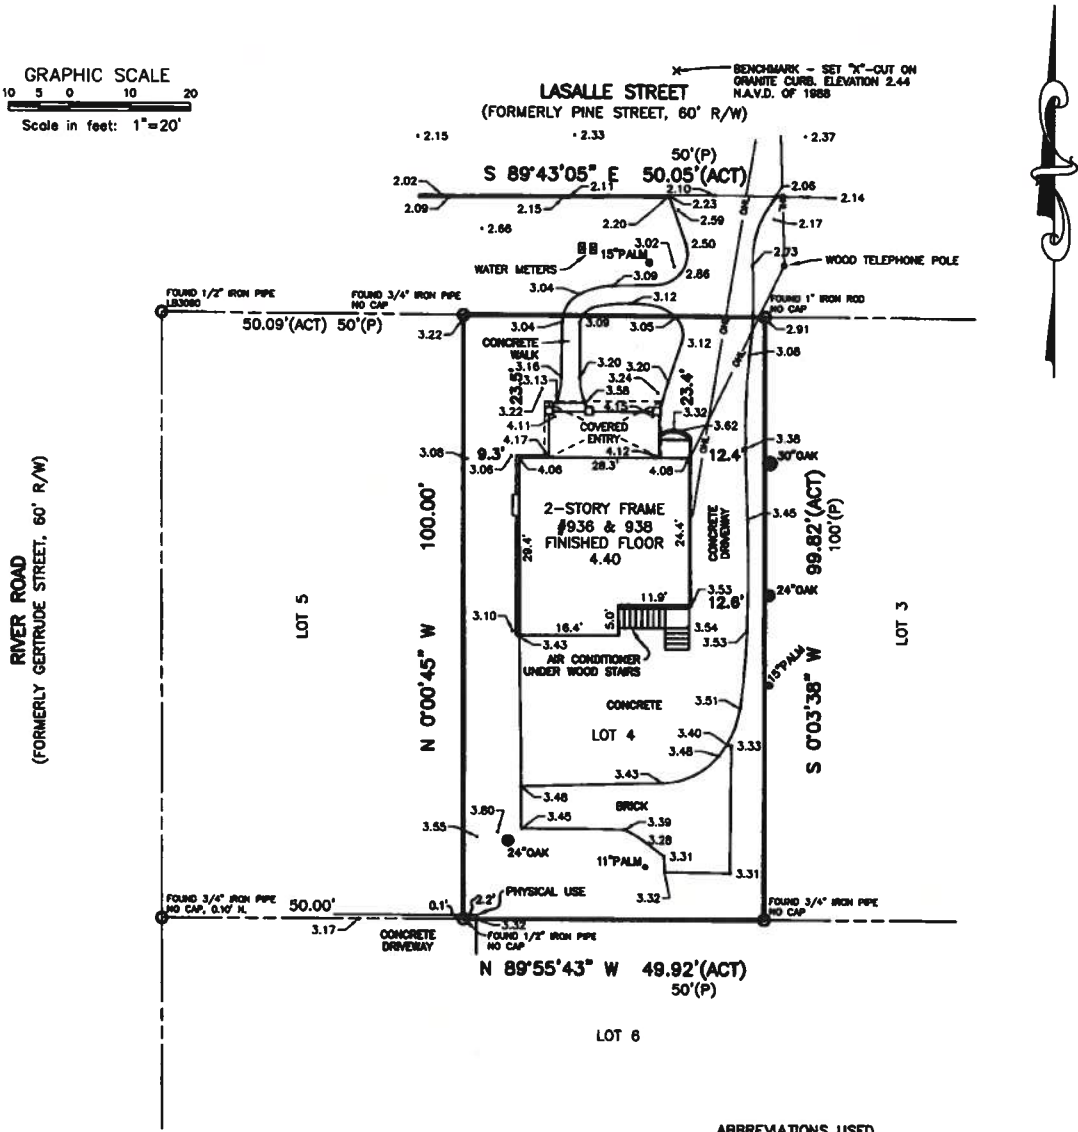 GRAPHIC SCALE
10 5 0 10 20
Scale in feet: 1"=20'
BENCHMARK - SET "X"-CUT ON
GRANITE CURB. ELEVATION 2.44
N.A.V.D. OF 1988
LASALLE STREET
(FORMERLY PINE STREET, 60' R/W)
2.15
2.33
2.37
50'(P)
S 89°43'05" E 50.05'(ACT)
2.02
2.11
2.10
2.06
2.09
2.15
2.20
2.23
2.59
2.14
2.17
OHL
2.66
3.02
2.50
2.73
15"PALM
WATER METERS
2.86
WOOD TELEPHONE POLE
3.09
3.04
3.12
FOUND 1/2" IRON PIPE
LB3080
FOUND 3/4" IRON PIPE
NO CAP
FOUND 1" IRON ROD
NO CAP
50.09'(ACT) 50'(P)
3.22
3.04
3.09
3.05
OHL
2.91
CONCRETE
WALK
3.12
3.08
OHL
3.16
3.20
3.20
3.13
3.24
23.5'
3.58
23.4'
3.22
4.15
3.32
4.11
COVERED
ENTRY
3.62
OHL
3.38
4.17
4.12
3.08
9.3'
3.06
4.06
28.3'
4.08
12.4'
30"OAK
2-STORY FRAME
#936 & 938
FINISHED FLOOR
4.40
29.4'
24.4'
CONCRETE
DRIVEWAY
3.45
100.00'
N 0°00'45" W
99.82'(ACT)
100'(P)
S 0°03'38" W
RIVER ROAD
(FORMERLY GERTRUDE STREET, 60' R/W)
LOT 5
LOT 3
11.9'
3.53
12.6'
24"OAK
3.10
16.4'
5.0'
3.54
3.43
3.53
AIR CONDITIONER
UNDER WOOD STAIRS
15"PALM
CONCRETE
3.51
LOT 4
3.40
3.33
3.48
3.43
3.48
BRICK
3.60
3.45
3.39
3.55
3.28
24"OAK
3.31
11"PALM
3.31
3.32
FOUND 3/4" IRON PIPE
NO CAP, 0.10' N.
PHYSICAL USE
FOUND 3/4" IRON PIPE
NO CAP
50.00'
0.1'
2.2'
3.17
3.32
CONCRETE
DRIVEWAY
FOUND 1/2" IRON PIPE
NO CAP
N 89°55'43" W 49.92'(ACT)
50'(P)
LOT 6
ABBREVIATIONS USED